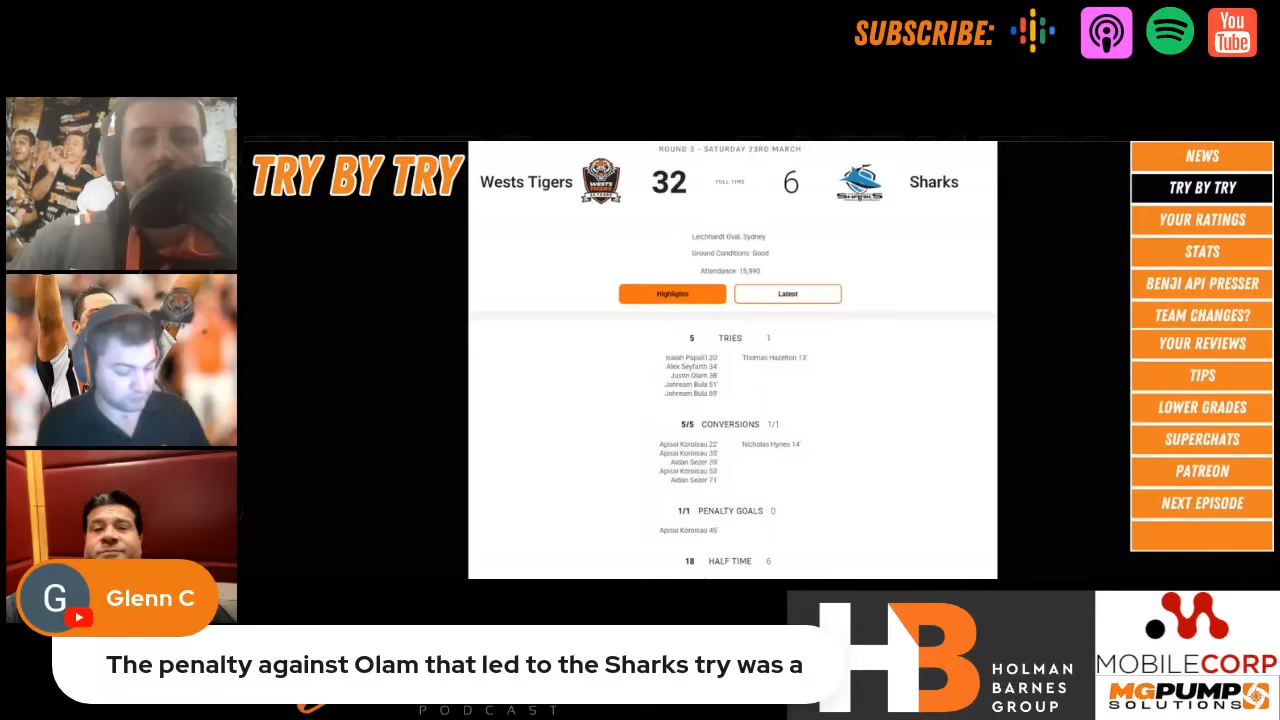 SUBSCRIBE:
You
Tube
TRY BY TRY
ROUND 3 - SATURDAY 23RD MARCH
Wests Tigers
WESTS
TIGERS
32
FULL TIME
6
SHARKS
Sharks
Leichhardt Oval, Sydney
Ground Conditions: Good
Attendance: 15,990
Highlights
Latest
5 TRIES 1
Isaiah Papali'i 20' Thomas Hazelton 13'
Alex Seyfarth 34'
Justin Olam 38'
Jahream Bula 51'
Jahream Bula 69'
5/5 CONVERSIONS 1/1
Apisai Koroisau 22' Nicholas Hynes 14'
Apisai Koroisau 35'
Aidan Sezer 39'
Apisai Koroisau 53'
Aidan Sezer 71'
1/1 PENALTY GOALS 0
Apisai Koroisau 45'
18 HALF TIME 6
NEWS
TRY BY TRY
YOUR RATINGS
STATS
BENJI API PRESSER
TEAM CHANGES?
YOUR REVIEWS
TIPS
LOWER GRADES
SUPERCHATS
PATREON
NEXT EPISODE
G
Glenn C
The penalty against Olam that led to the Sharks try was a
PODCAST
HB
HOLMAN
BARNES
GROUP
MOBILECORP
MGPUMP
SOLUTIONS